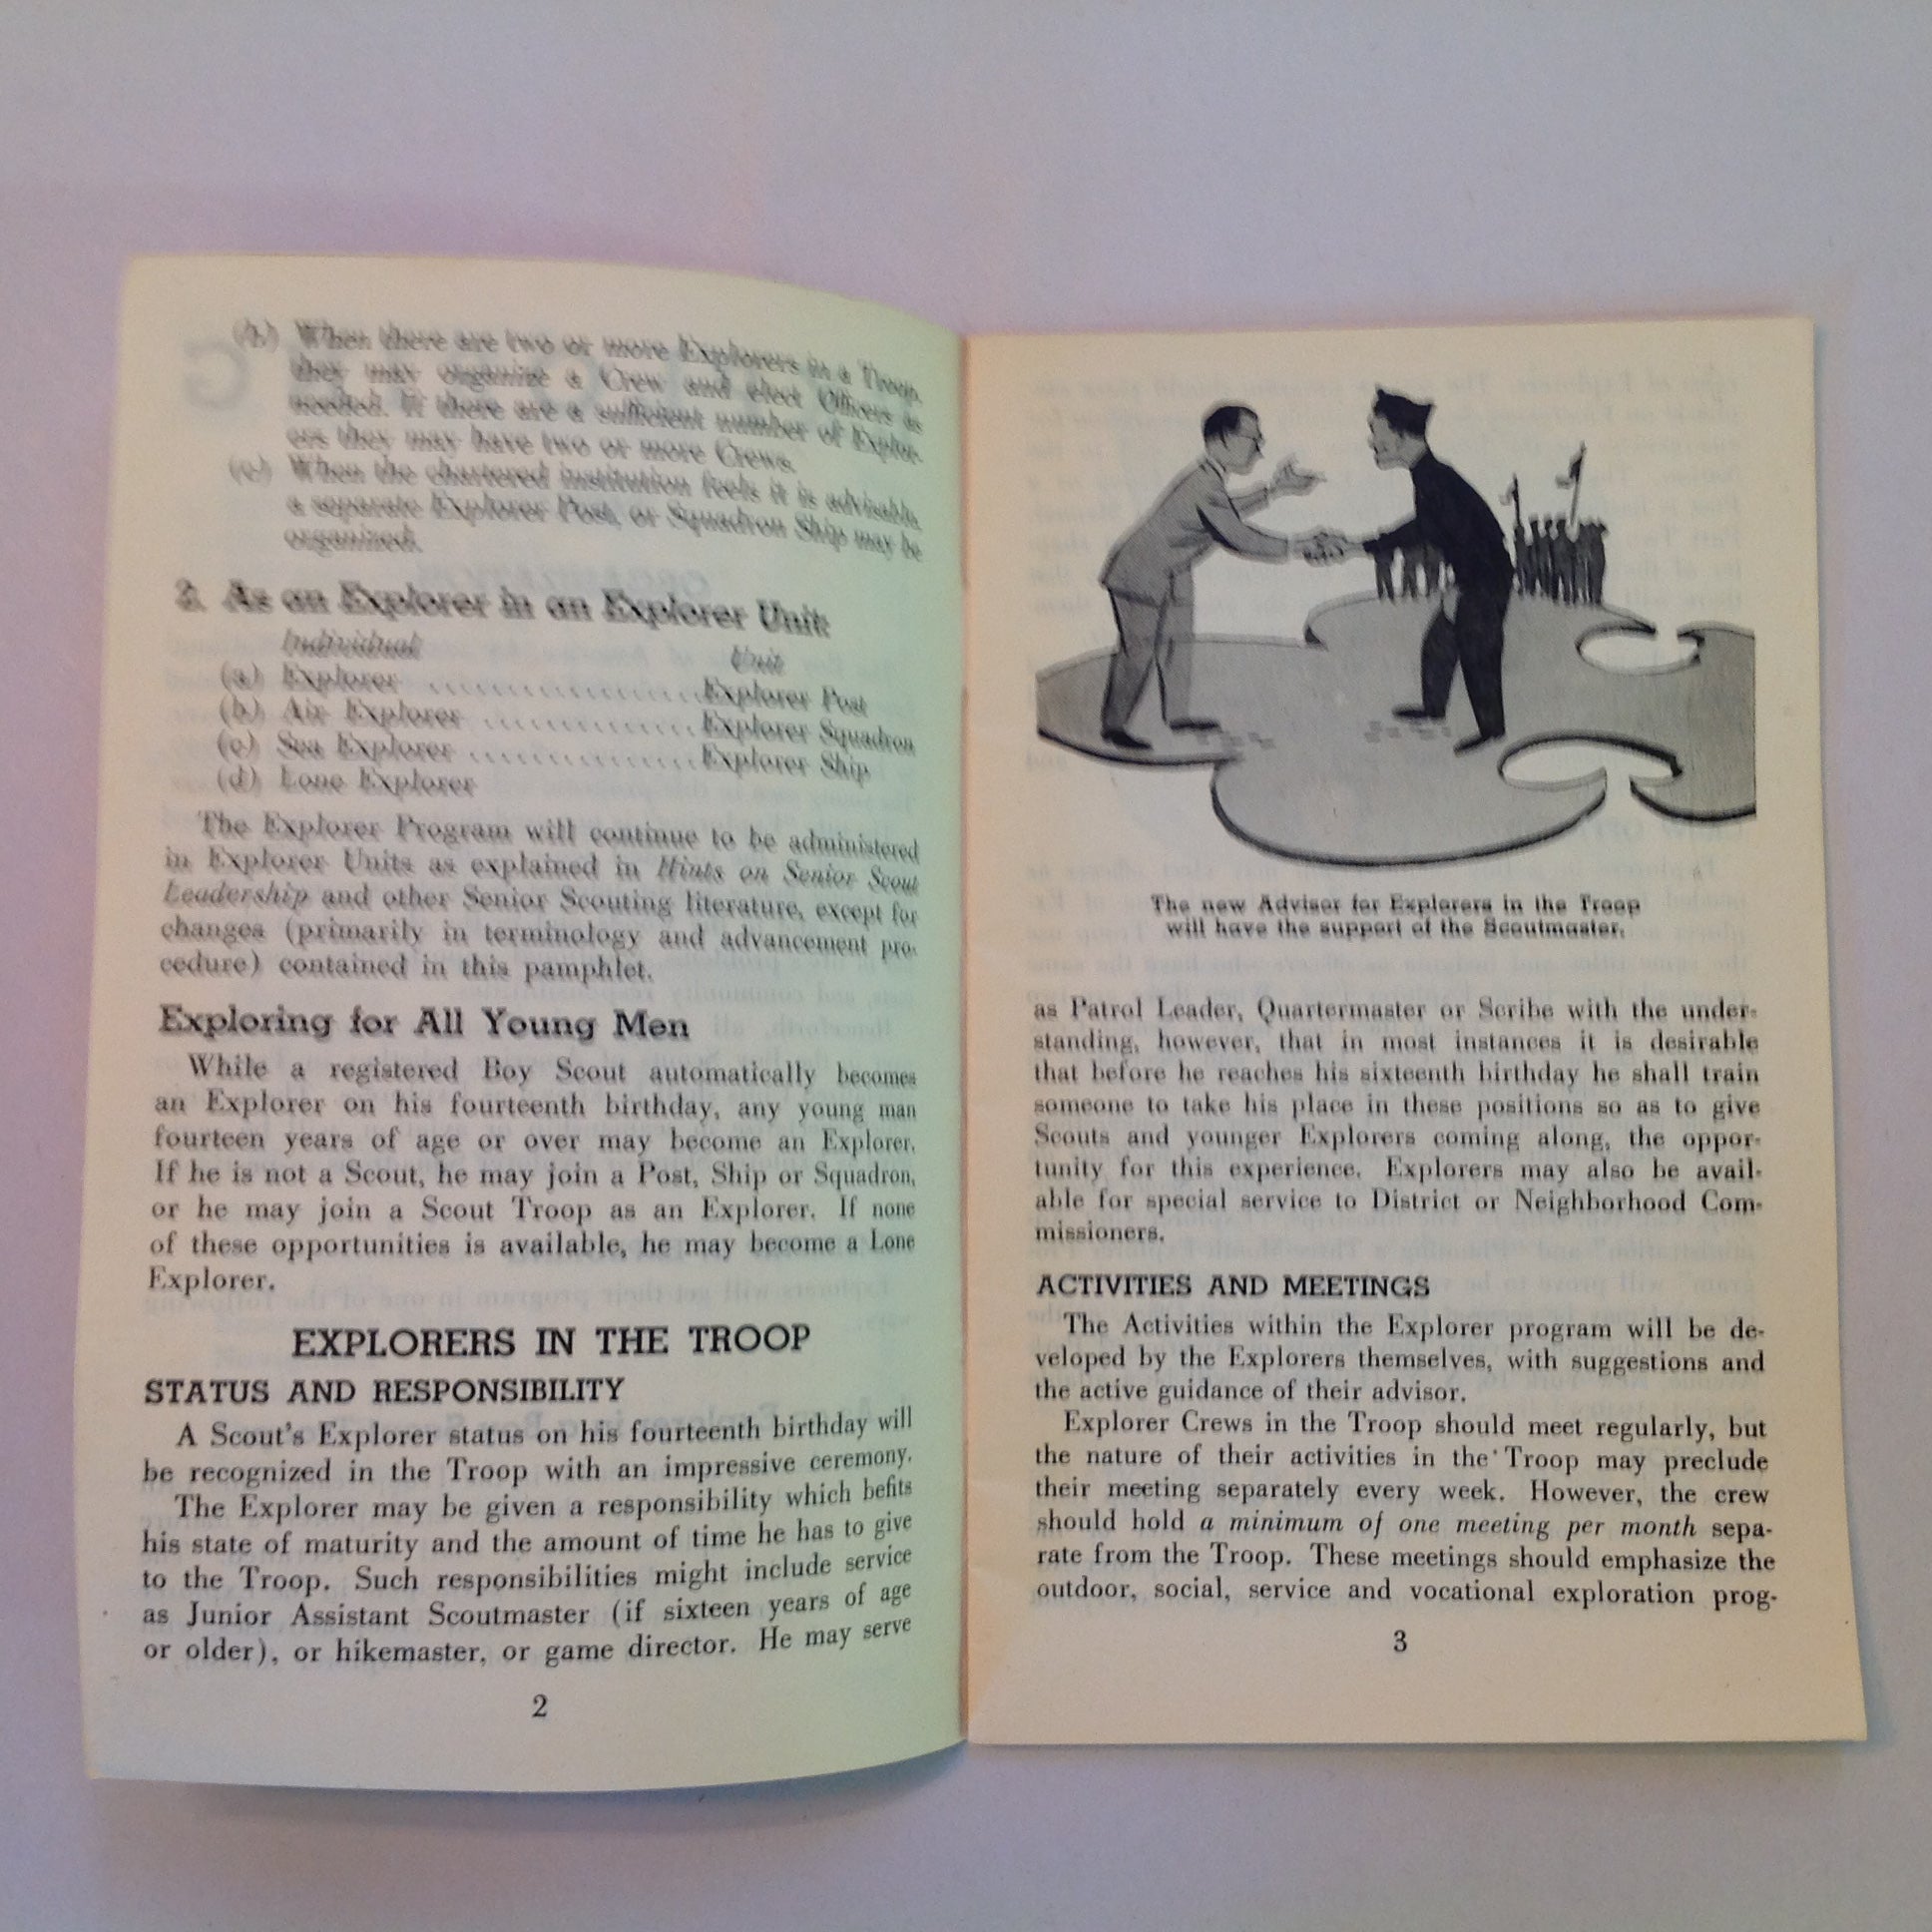 (b) When there are two or more Explorers in a Troop,
they may organize a Crew and elect Officers as
needed. If there are a sufficient number of Explor-
ers they may have two or more Crews.
(c) When the chartered institution feels it is advisable,
a separate Explorer Post, or Squadron Ship may be
organized.
2. As an Explorer in an Explorer Unit
Individual Unit
(a) Explorer ................ Explorer Post
(b) Air Explorer ............. Explorer Squadron
(c) Sea Explorer .............. Explorer Ship
(d) Lone Explorer
The Explorer Program will continue to be administered
in Explorer Units as explained in Hints on Senior Scout
Leadership and other Senior Scouting literature, except for
changes (primarily in terminology and advancement pro-
cedure) contained in this pamphlet.
Exploring for All Young Men
While a registered Boy Scout automatically becomes
an Explorer on his fourteenth birthday, any young man
fourteen years of age or over may become an Explorer.
If he is not a Scout, he may join a Post, Ship or Squadron,
or he may join a Scout Troop as an Explorer. If none
of these opportunities is available, he may become a Lone
Explorer.
EXPLORERS IN THE TROOP
STATUS AND RESPONSIBILITY
A Scout's Explorer status on his fourteenth birthday will
be recognized in the Troop with an impressive ceremony.
The Explorer may be given a responsibility which befits
his state of maturity and the amount of time he has to give
to the Troop. Such responsibilities might include service
as Junior Assistant Scoutmaster (if sixteen years of age
or older), or hikemaster, or game director. He may serve
2
The new Advisor for Explorers in the Troop
will have the support of the Scoutmaster.
as Patrol Leader, Quartermaster or Scribe with the under-
standing, however, that in most instances it is desirable
that before he reaches his sixteenth birthday he shall train
someone to take his place in these positions so as to give
Scouts and younger Explorers coming along, the oppor-
tunity for this experience. Explorers may also be avail-
able for special service to District or Neighborhood Com-
missioners.
ACTIVITIES AND MEETINGS
The Activities within the Explorer program will be de-
veloped by the Explorers themselves, with suggestions and
the active guidance of their advisor.
Explorer Crews in the Troop should meet regularly, but
the nature of their activities in the Troop may preclude
their meeting separately every week. However, the crew
should hold a minimum of one meeting per month sepa-
rate from the Troop. These meetings should emphasize the
outdoor, social, service and vocational exploration prog-
3